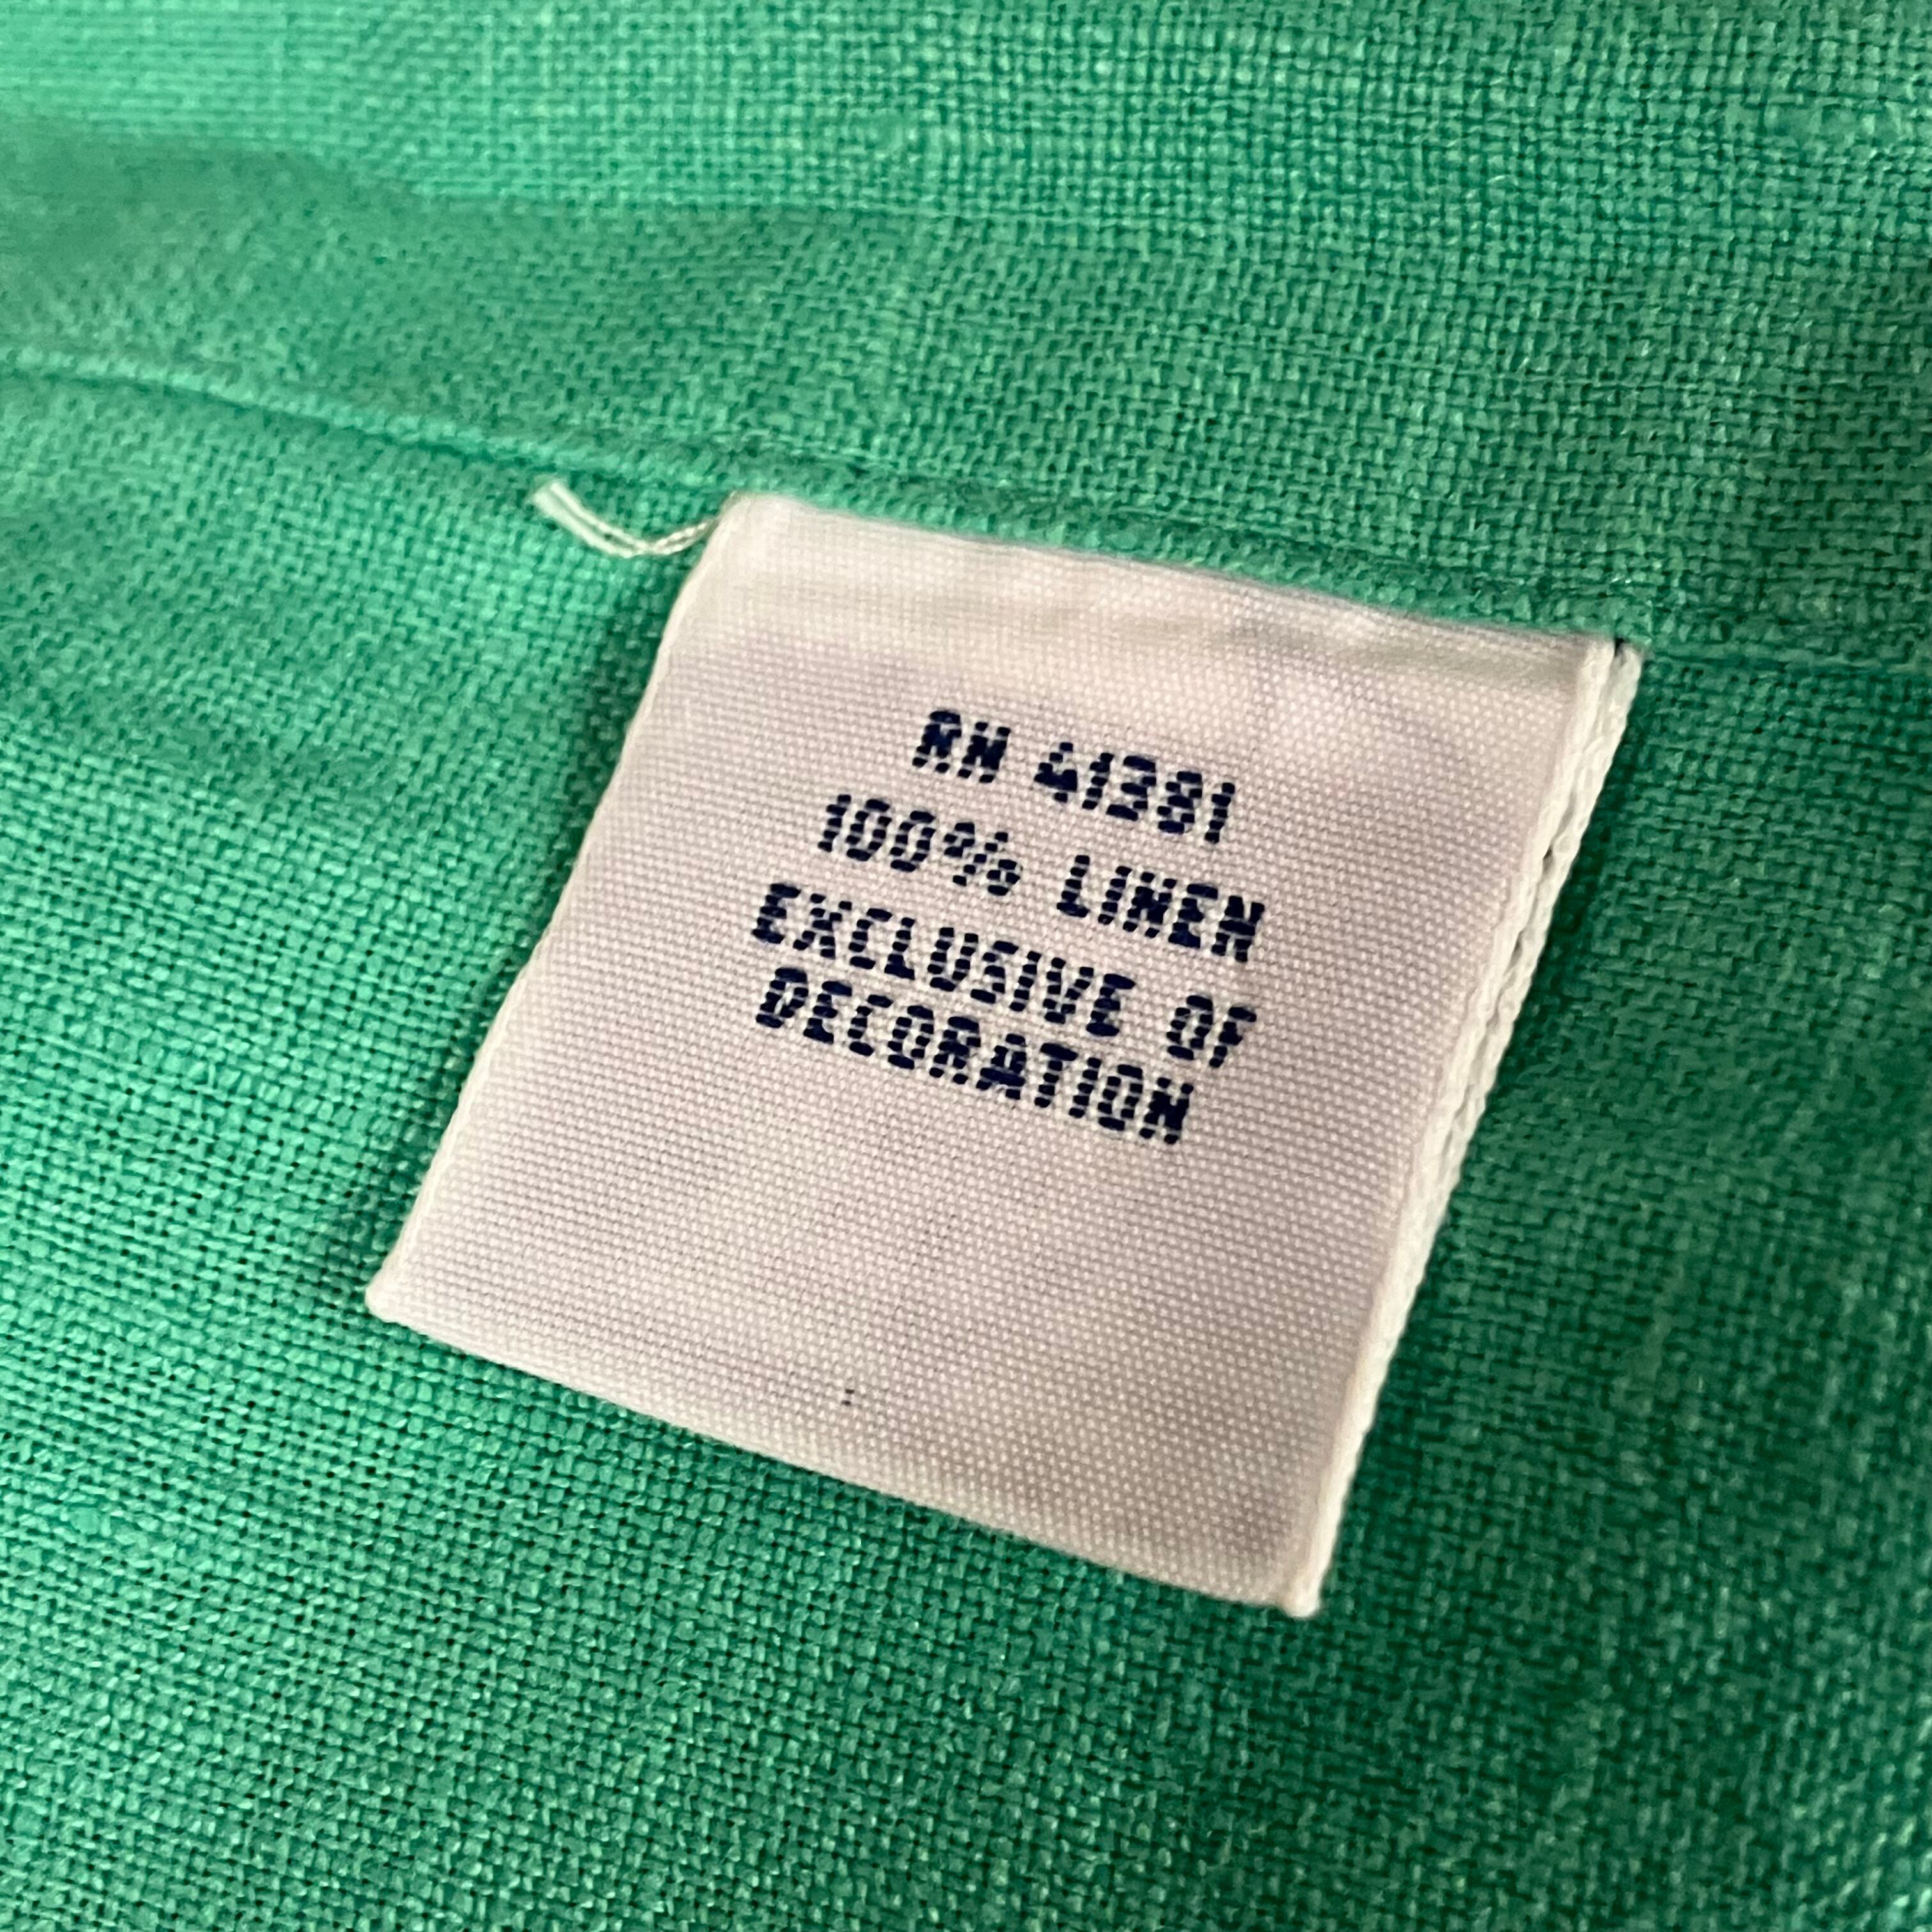 RN 41381
100% LINEN
EXCLUSIVE OF
DECORATION